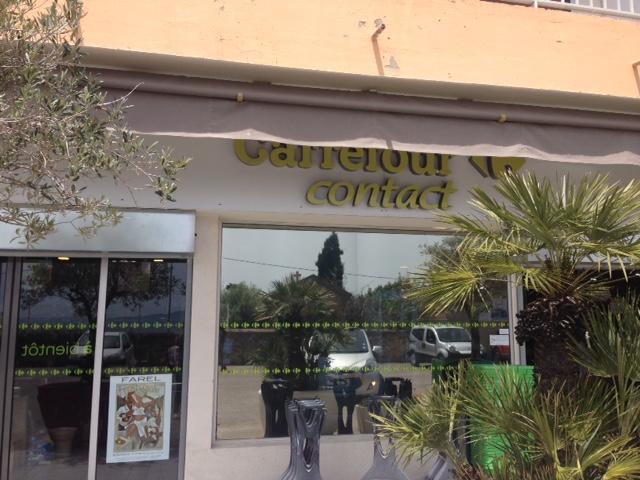 Carrefour
contact
à bientôt
FAREL